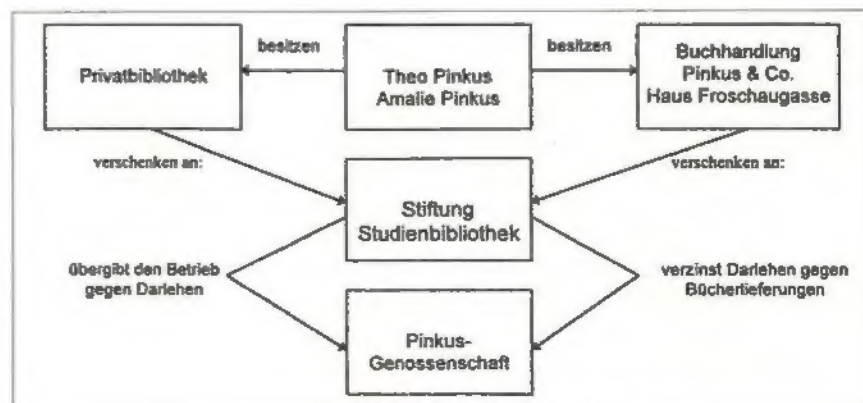 besitzen
besitzen
Privatbibliothek
Theo Pinkus
Amalie Pinkus
Buchhandlung
Pinkus & Co.
Haus Froschaugasse
verschenken an:
verschenken an:
Stiftung
Studienbibliothek
übergibt den Betrieb
gegen Darlehen
verzinst Darlehen gegen
Bücherlieferungen
Pinkus-
Genossenschaft